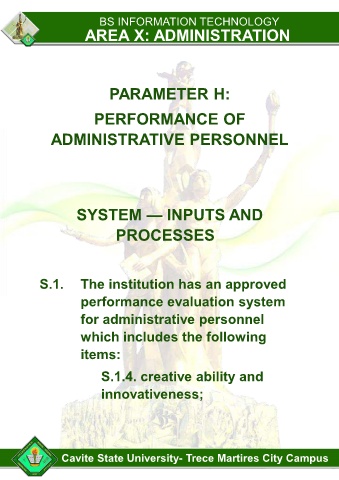 BS INFORMATION TECHNOLOGY
AREA X: ADMINISTRATION
PARAMETER H:
PERFORMANCE OF
ADMINISTRATIVE PERSONNEL
SYSTEM — INPUTS AND
PROCESSES
S.1. The institution has an approved
performance evaluation system
for administrative personnel
which includes the following
items:
S.1.4. creative ability and
innovativeness;
Cavite State University- Trece Martires City Campus